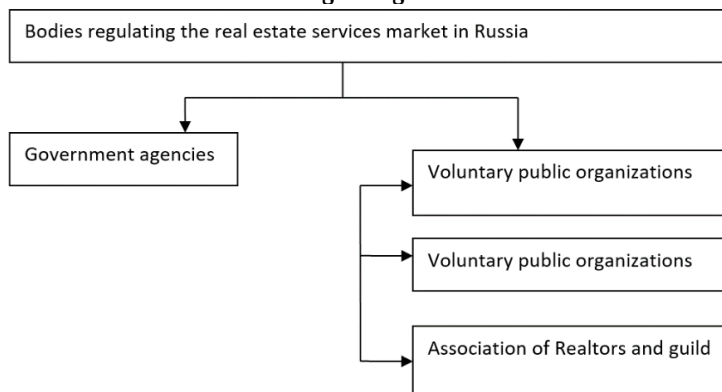 Bodies regulating the real estate services market in Russia
Government agencies
Voluntary public organizations
Voluntary public organizations
Association of Realtors and guild